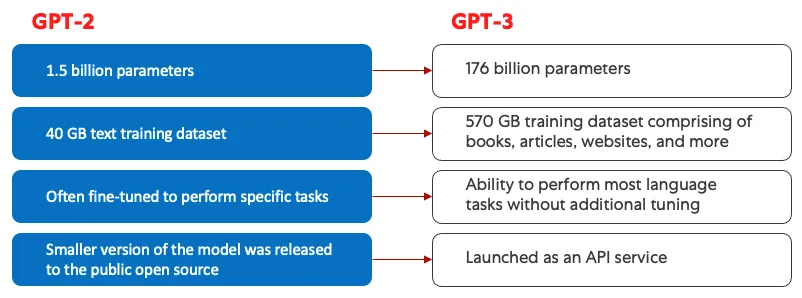 GPT-2
GPT-3
1.5 billion parameters
176 billion parameters
40 GB text training dataset
570 GB training dataset comprising of
books, articles, websites, and more
Often fine-tuned to perform specific tasks
Ability to perform most language
tasks without additional tuning
Smaller version of the model was released
to the public open source
Launched as an API service